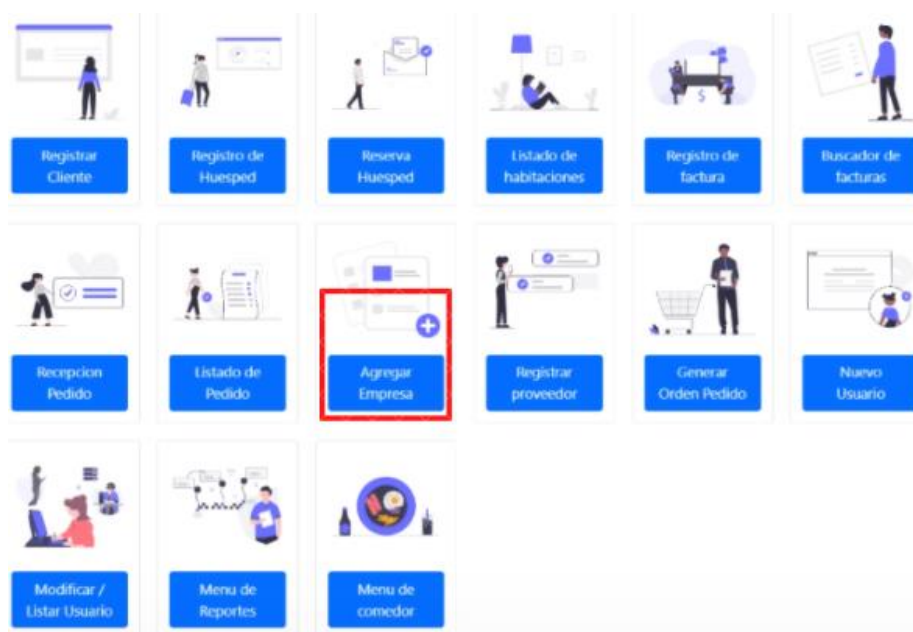 Registrar
Cliente
Registro de
Huesped
Reserva
Huesped
Listado de
habitaciones
Registro de
factura
Buscador de
facturas
Recepcion
Pedido
Listado de
Pedido
Agregar
Empresa
Registrar
proveedor
Generar
Orden Pedido
Nuevo
Usuario
Modificar /
Listar Usuario
Menu de
Reportes
Menu de
comedor